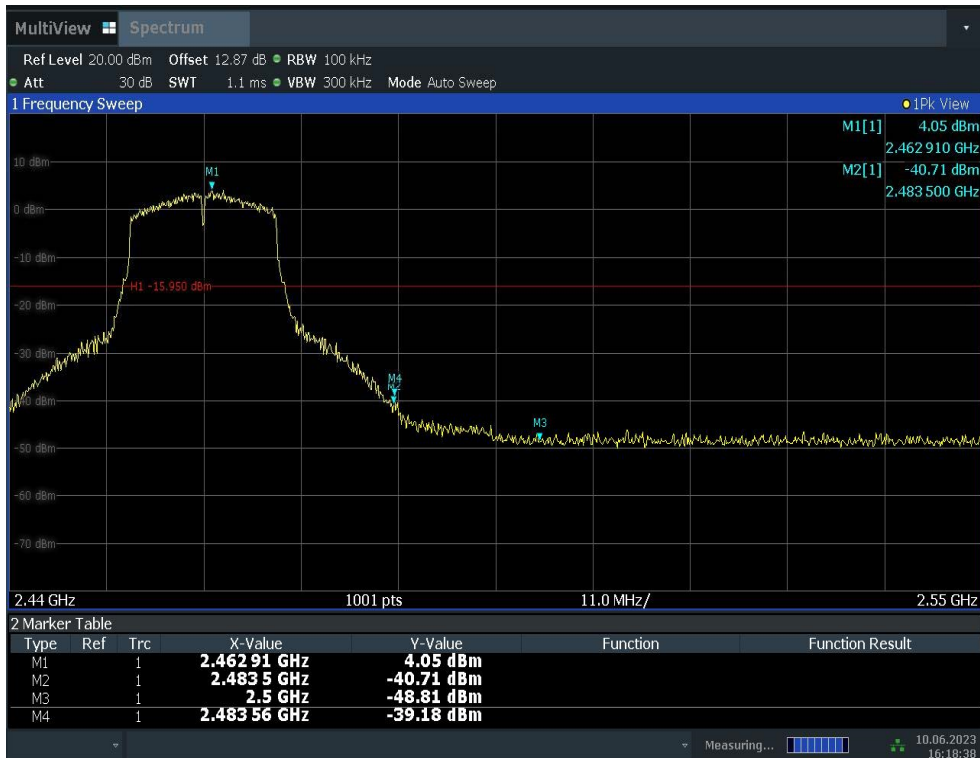 MultiView Spectrum
Ref Level 20.00 dBm Offset 12.87 dB RBW 100 kHz
Att 30 dB SWT 1.1 ms VBW 300 kHz Mode Auto Sweep
1 Frequency Sweep 1Pk View
M1[1] 4.05 dBm
2.462 910 GHz
M2[1] -40.71 dBm
2.483 500 GHz
10 dBm
M1
0 dBm
-10 dBm
H1 -15.950 dBm
-20 dBm
-30 dBm
M4
M2
-40 dBm
M3
-50 dBm
-60 dBm
-70 dBm
2.44 GHz 1001 pts 11.0 MHz/ 2.55 GHz
2 Marker Table
Type Ref Trc X-Value Y-Value Function Function Result
M1 1 2.462 91 GHz 4.05 dBm
M2 1 2.483 5 GHz -40.71 dBm
M3 1 2.5 GHz -48.81 dBm
M4 1 2.483 56 GHz -39.18 dBm
Measuring... 10.06.2023
16:18:38